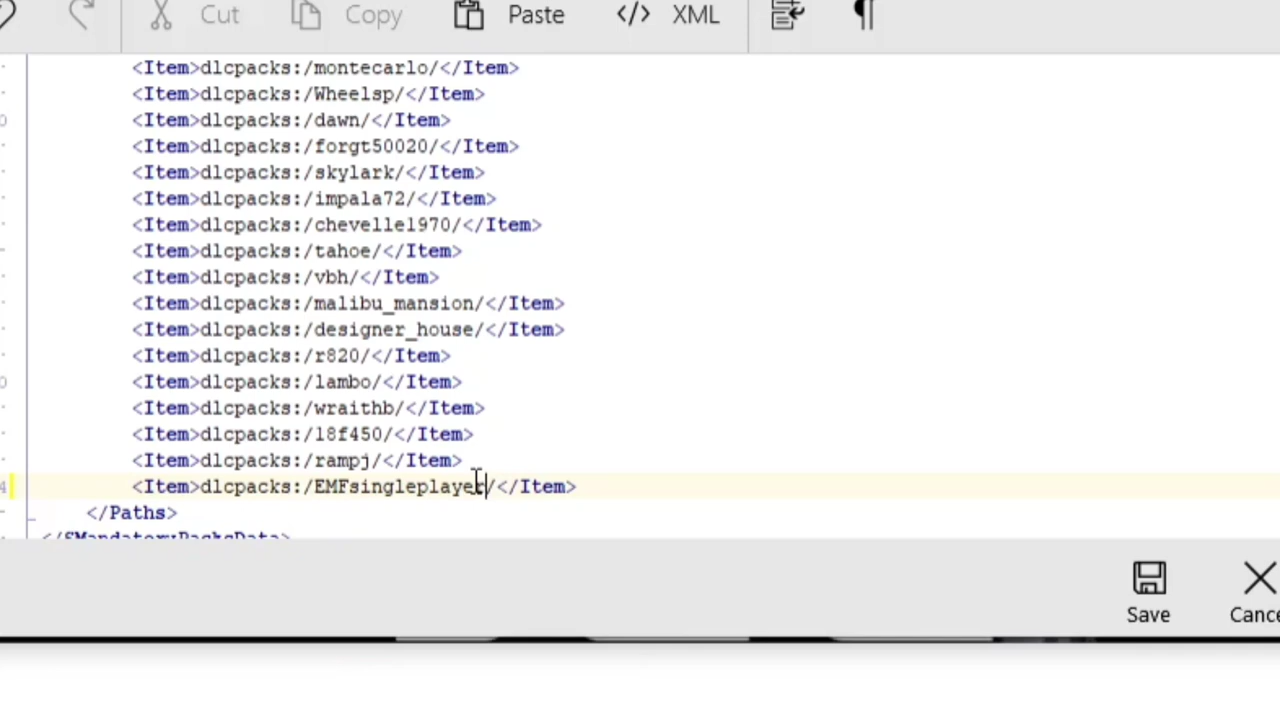 Cut Copy Paste </> XML ¶
<Item>dlcpacks:/montecarlo/</Item>
<Item>dlcpacks:/Wheelsp/</Item>
<Item>dlcpacks:/dawn/</Item>
<Item>dlcpacks:/forgt50020/</Item>
<Item>dlcpacks:/skylark/</Item>
<Item>dlcpacks:/impala72/</Item>
<Item>dlcpacks:/chevelle1970/</Item>
<Item>dlcpacks:/tahoe/</Item>
<Item>dlcpacks:/vbh/</Item>
<Item>dlcpacks:/malibu_mansion/</Item>
<Item>dlcpacks:/designer_house/</Item>
<Item>dlcpacks:/r820/</Item>
<Item>dlcpacks:/lambo/</Item>
<Item>dlcpacks:/wraithb/</Item>
<Item>dlcpacks:/18f450/</Item>
<Item>dlcpacks:/rampj/</Item>
<Item>dlcpacks:/EMFsingleplayer/</Item>
</Paths>
</SMandatoryPacksData>
Save Cance